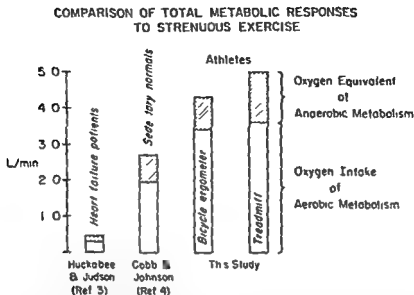 COMPARISON OF TOTAL METABOLIC RESPONSES
TO STRENUOUS EXERCISE
Athletes
5 0
4 0
3 0
L/min
2 0
1 0
Heart failure patients
Sedentary normals
Bicycle ergometer
Treadmill
Oxygen Equivalent
of
Anaerobic Metabolism
Oxygen Intake
of
Aerobic Metabolism
Huckabee
& Judson
(Ref 3)
Cobb &
Johnson
(Ref 4)
This Study